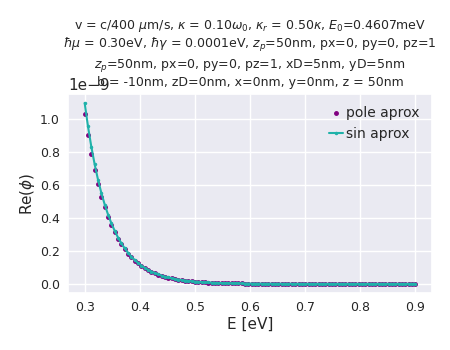 v = c/400 μm/s, κ = 0.10ω₀, κᵣ = 0.50κ, E₀=0.4607meV
ħμ = 0.30eV, ħγ = 0.0001eV, zₚ=50nm, px=0, py=0, pz=1
zₚ=50nm, px=0, py=0, pz=1, xD=5nm, yD=5nm
b = -10nm, zD=0nm, x=0nm, y=0nm, z = 50nm
1e−9
pole aprox
sin aprox
Re(ϕ)
1.0
0.8
0.6
0.4
0.2
0.0
0.3 0.4 0.5 0.6 0.7 0.8 0.9
E [eV]